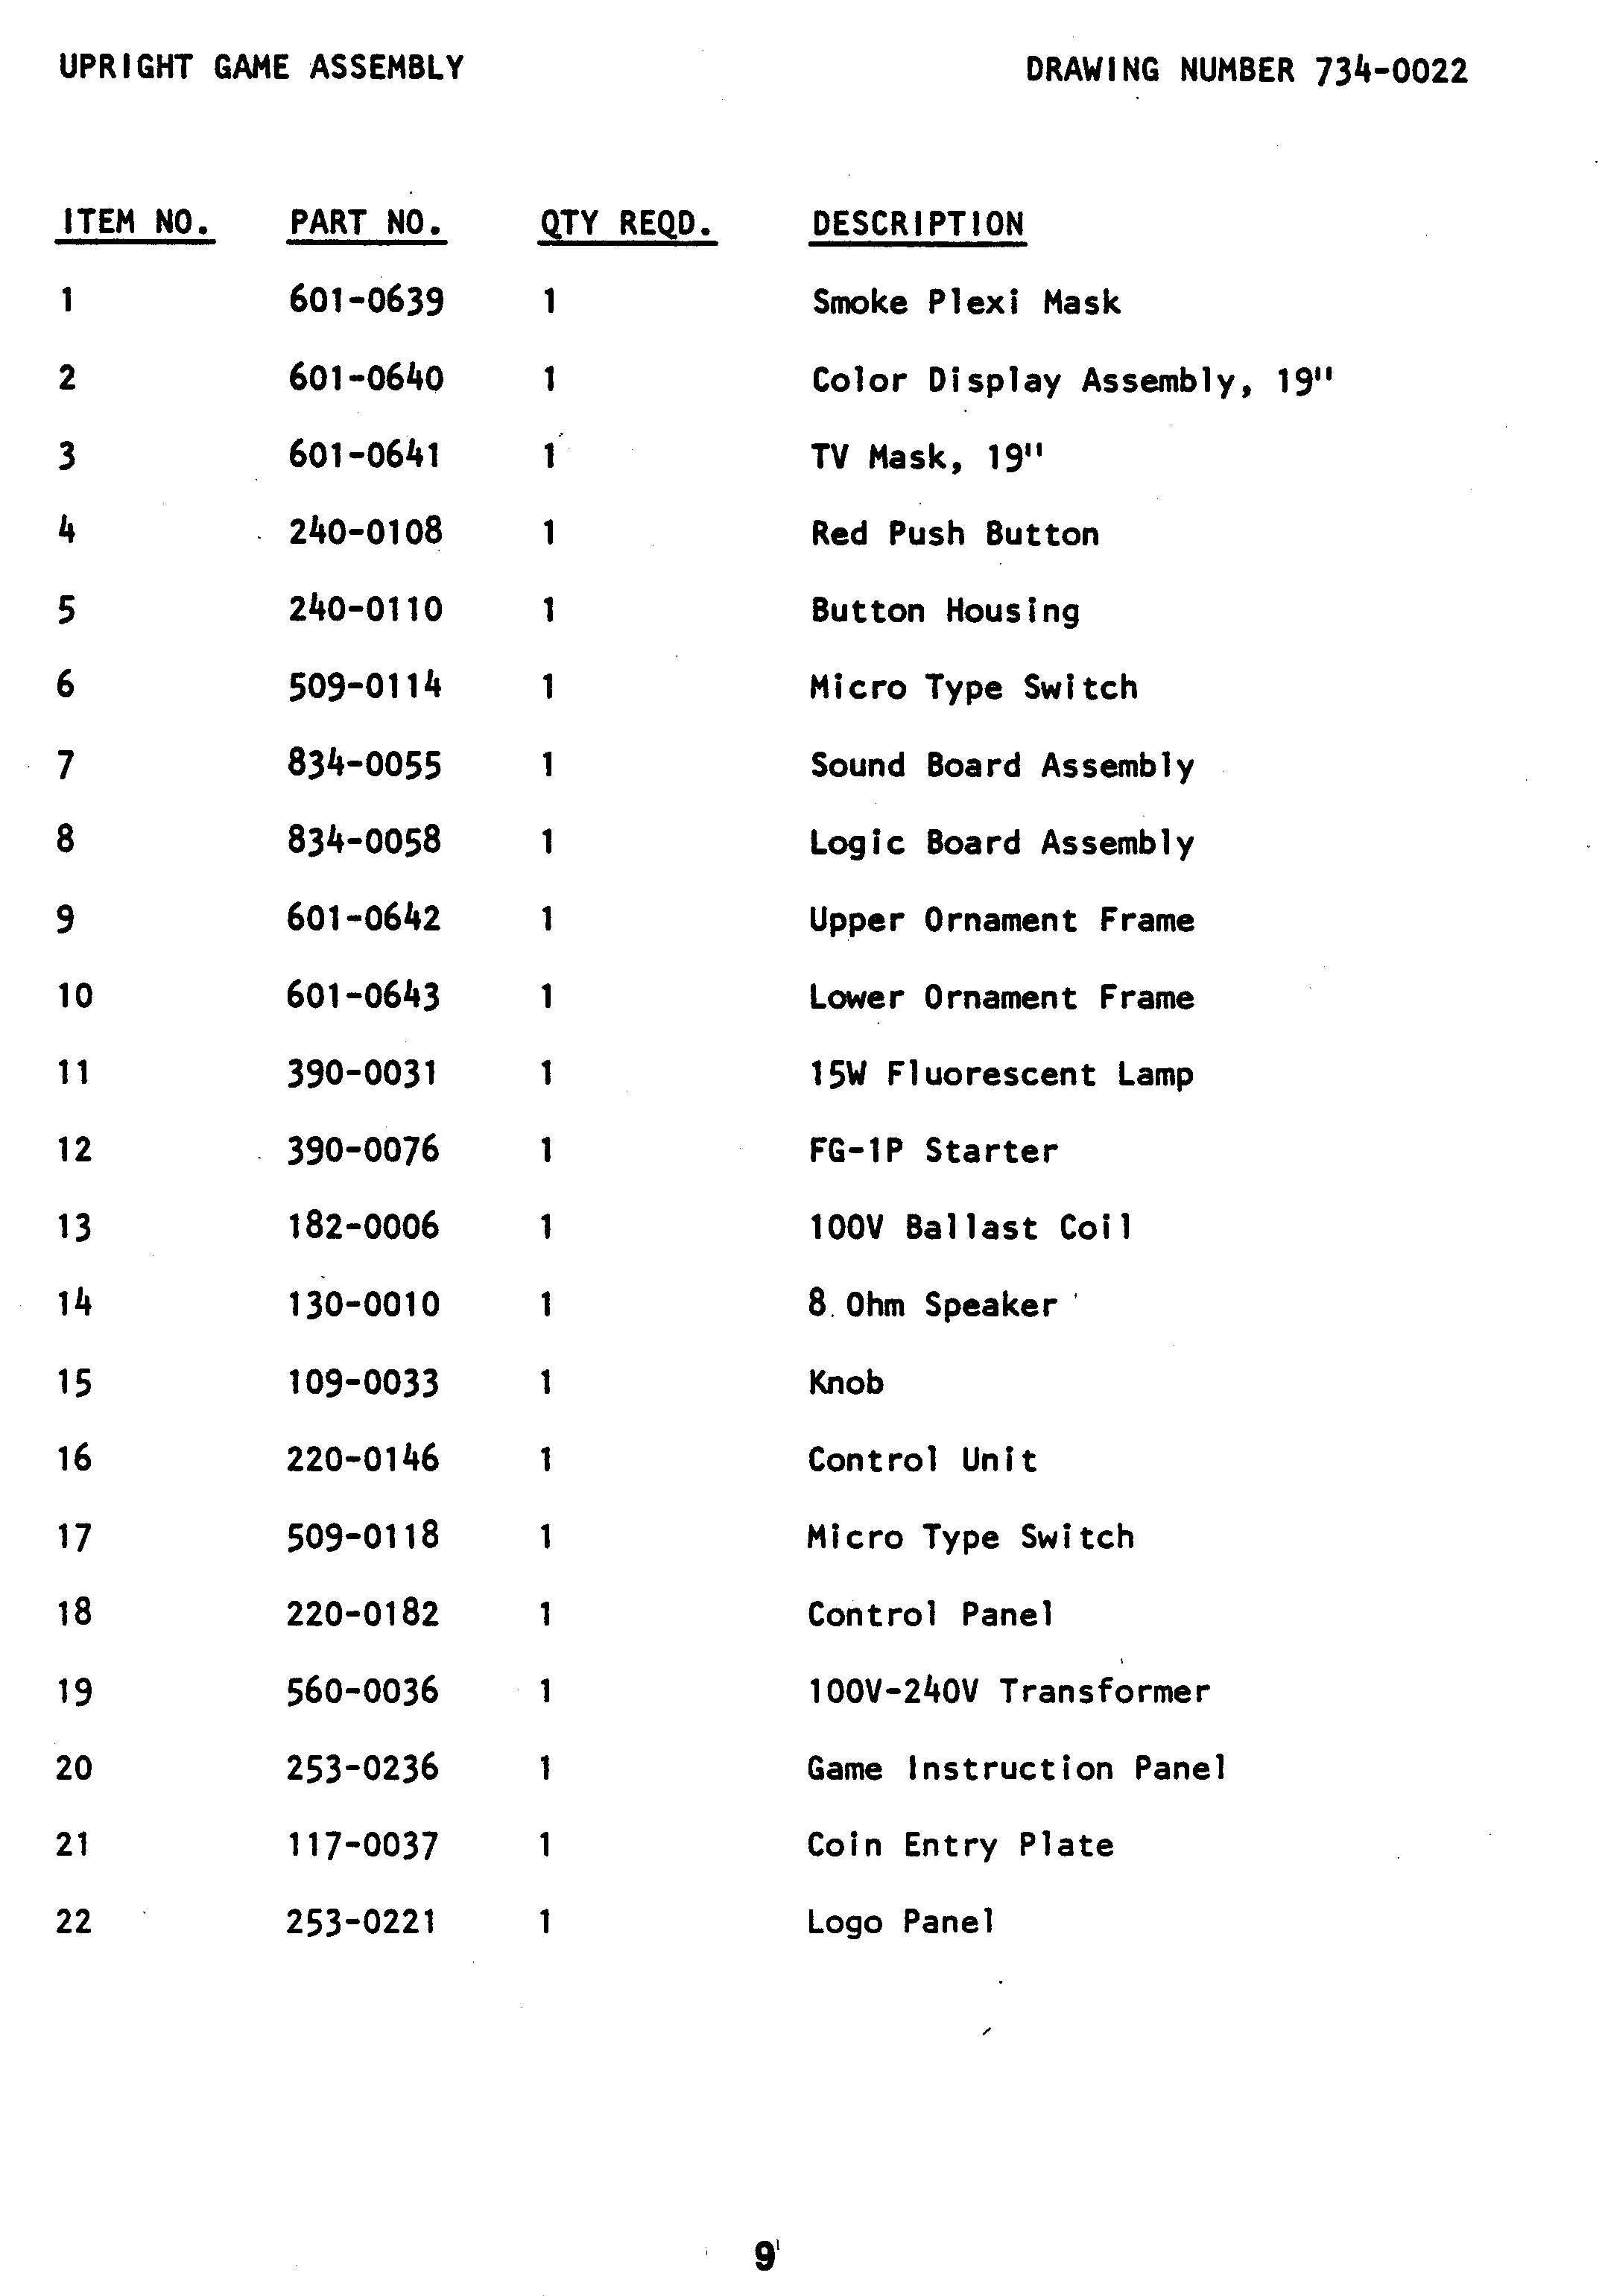 UPRIGHT GAME ASSEMBLY DRAWING NUMBER 734-0022
ITEM NO. PART NO. QTY REQD. DESCRIPTION
1 601-0639 1 Smoke Plexi Mask
2 601-0640 1 Color Display Assembly, 19"
3 601-0641 1 TV Mask, 19"
4 240-0108 1 Red Push Button
5 240-0110 1 Button Housing
6 509-0114 1 Micro Type Switch
7 834-0055 1 Sound Board Assembly
8 834-0058 1 Logic Board Assembly
9 601-0642 1 Upper Ornament Frame
10 601-0643 1 Lower Ornament Frame
11 390-0031 1 15W Fluorescent Lamp
12 390-0076 1 FG-1P Starter
13 182-0006 1 100V Ballast Coil
14 130-0010 1 8 Ohm Speaker
15 109-0033 1 Knob
16 220-0146 1 Control Unit
17 509-0118 1 Micro Type Switch
18 220-0182 1 Control Panel
19 560-0036 1 100V-240V Transformer
20 253-0236 1 Game Instruction Panel
21 117-0037 1 Coin Entry Plate
22 253-0221 1 Logo Panel
9